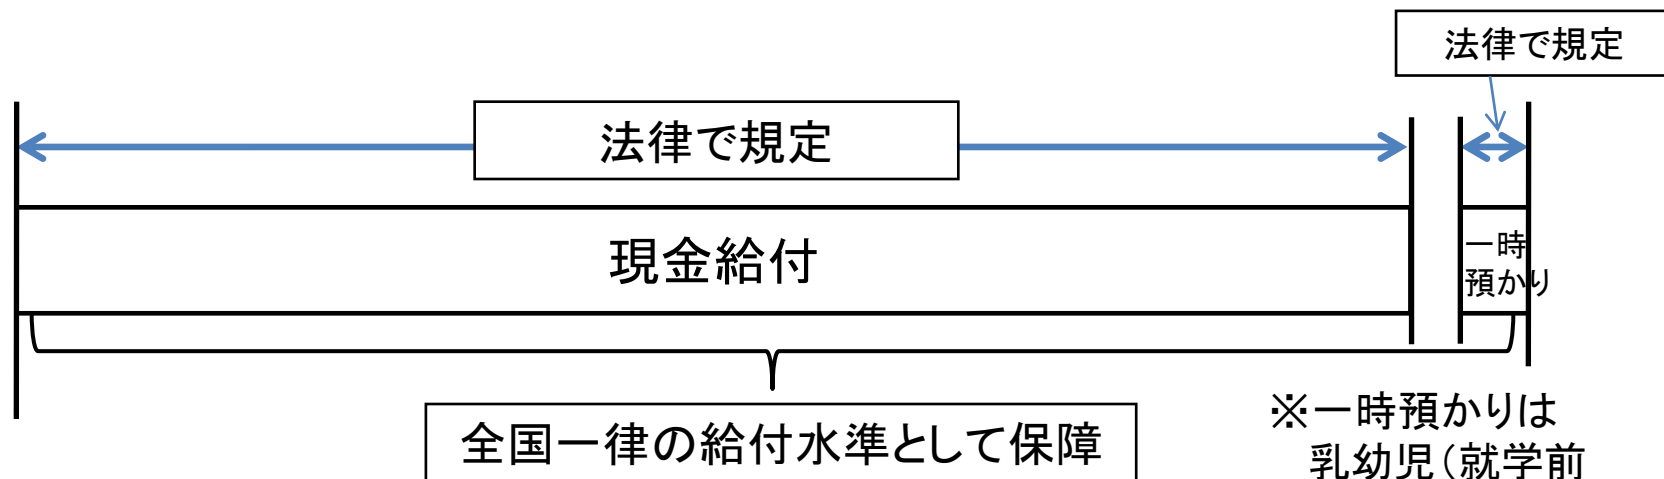 法律で規定
法律で規定
現金給付
一時
預かり
全国一律の給付水準として保障
※一時預かりは
乳幼児（就学前